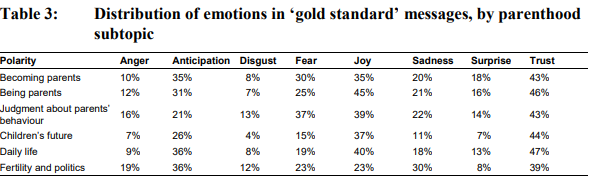 Table 3: Distribution of emotions in ‘gold standard’ messages, by parenthood
subtopic
Polarity Anger Anticipation Disgust Fear Joy Sadness Surprise Trust
Becoming parents 10% 35% 8% 30% 35% 20% 18% 43%
Being parents 12% 31% 7% 25% 45% 21% 16% 46%
Judgment about parents’
behaviour 16% 21% 13% 37% 39% 22% 14% 43%
Children’s future 7% 26% 4% 15% 37% 11% 7% 44%
Daily life 9% 36% 8% 19% 40% 18% 13% 47%
Fertility and politics 19% 36% 12% 23% 23% 30% 8% 39%